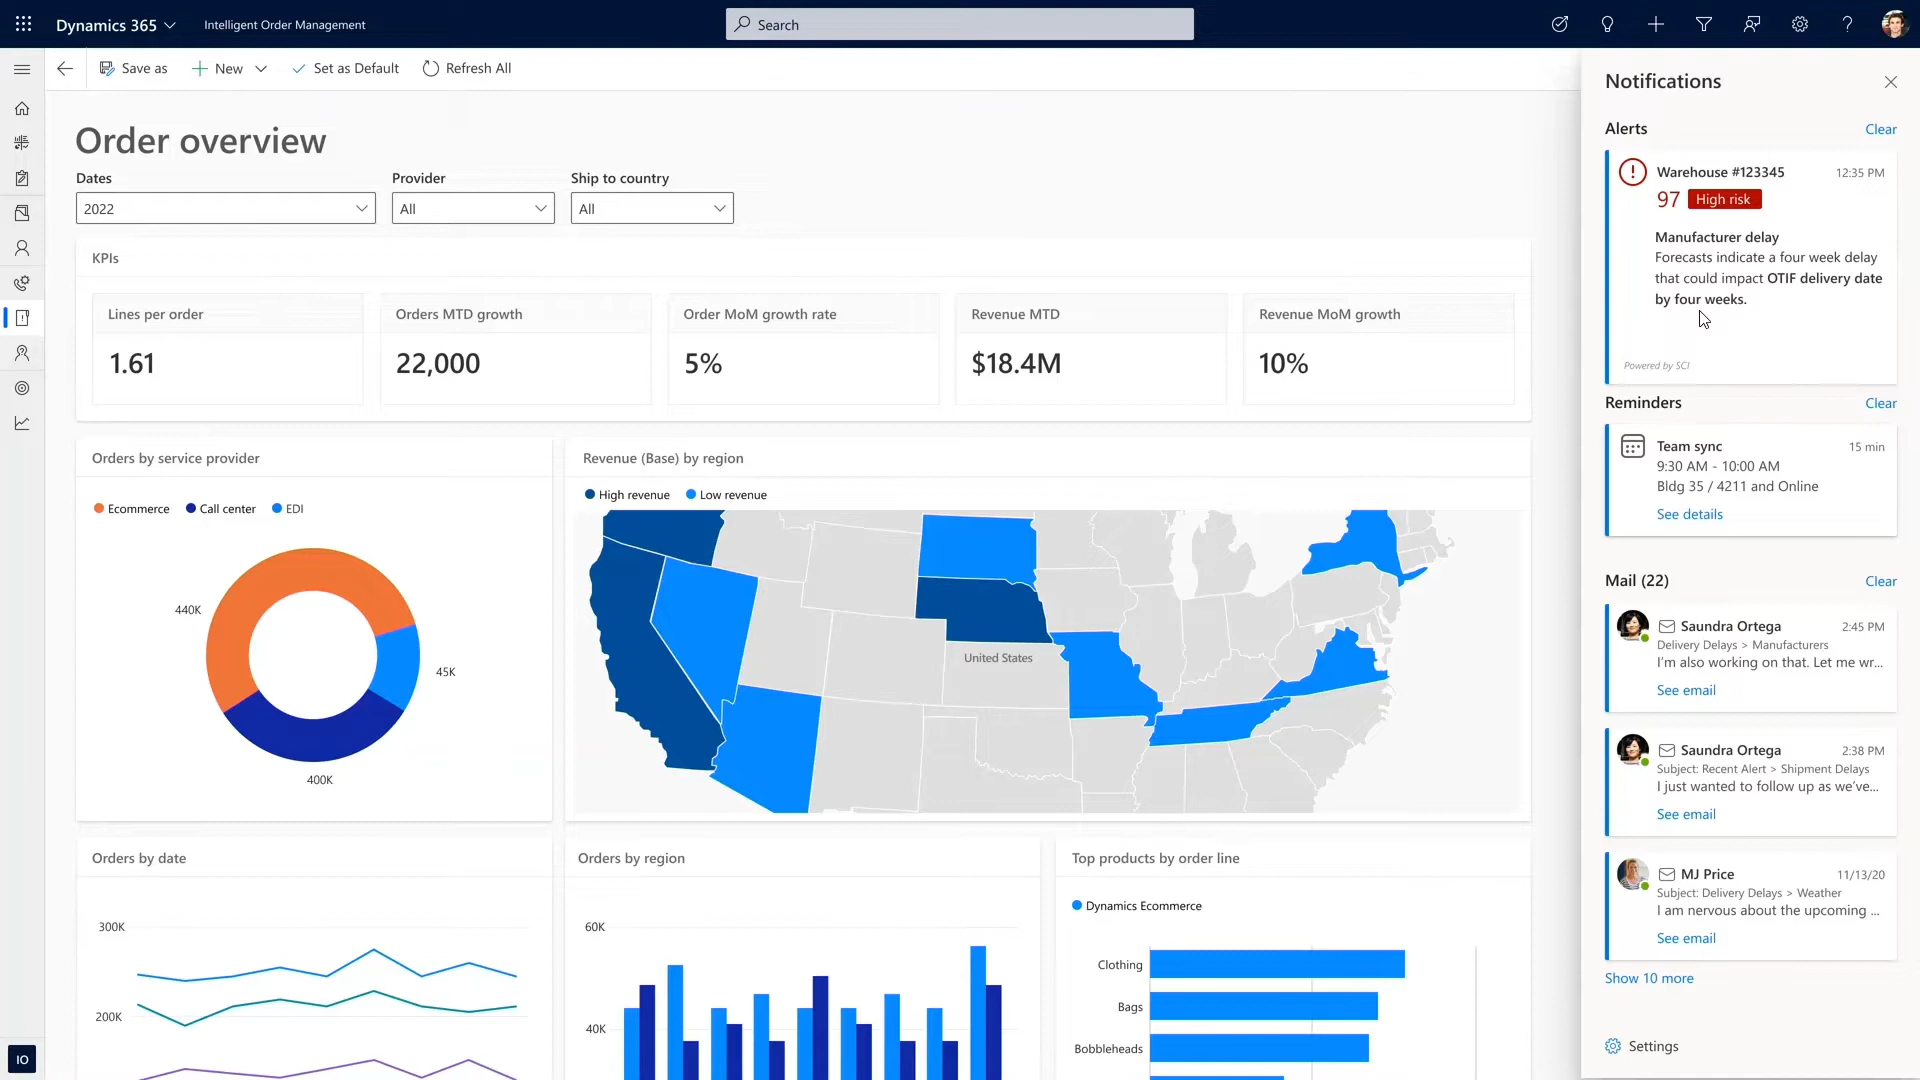 Dynamics 365
Intelligent Order Management
Search
Save as
New
Set as Default
Refresh All
Order overview
Dates
Provider
Ship to country
2022
All
All
KPIs
Lines per order
1.61
Orders MTD growth
22,000
Order MoM growth rate
5%
Revenue MTD
$18.4M
Revenue MoM growth
10%
Orders by service provider
Ecommerce
Call center
EDI
440K
45K
400K
Revenue (Base) by region
High revenue
Low revenue
United States
Orders by date
300K
200K
Orders by region
60K
40K
Top products by order line
Dynamics Ecommerce
Clothing
Bags
Bobbleheads
IO
Notifications
Alerts
Clear
Warehouse #123345
12:35 PM
97
High risk
Manufacturer delay
Forecasts indicate a four week delay
that could impact OTIF delivery date
by four weeks.
Powered by SCI
Reminders
Clear
Team sync
15 min
9:30 AM - 10:00 AM
Bldg 35 / 4211 and Online
See details
Mail (22)
Clear
Saundra Ortega
2:45 PM
Delivery Delays > Manufacturers
I'm also working on that. Let me wr...
See email
Saundra Ortega
2:38 PM
Subject: Recent Alert > Shipment Delays
I just wanted to follow up as we've...
See email
MJ Price
11/13/20
Subject: Delivery Delays > Weather
I am nervous about the upcoming ...
See email
Show 10 more
Settings